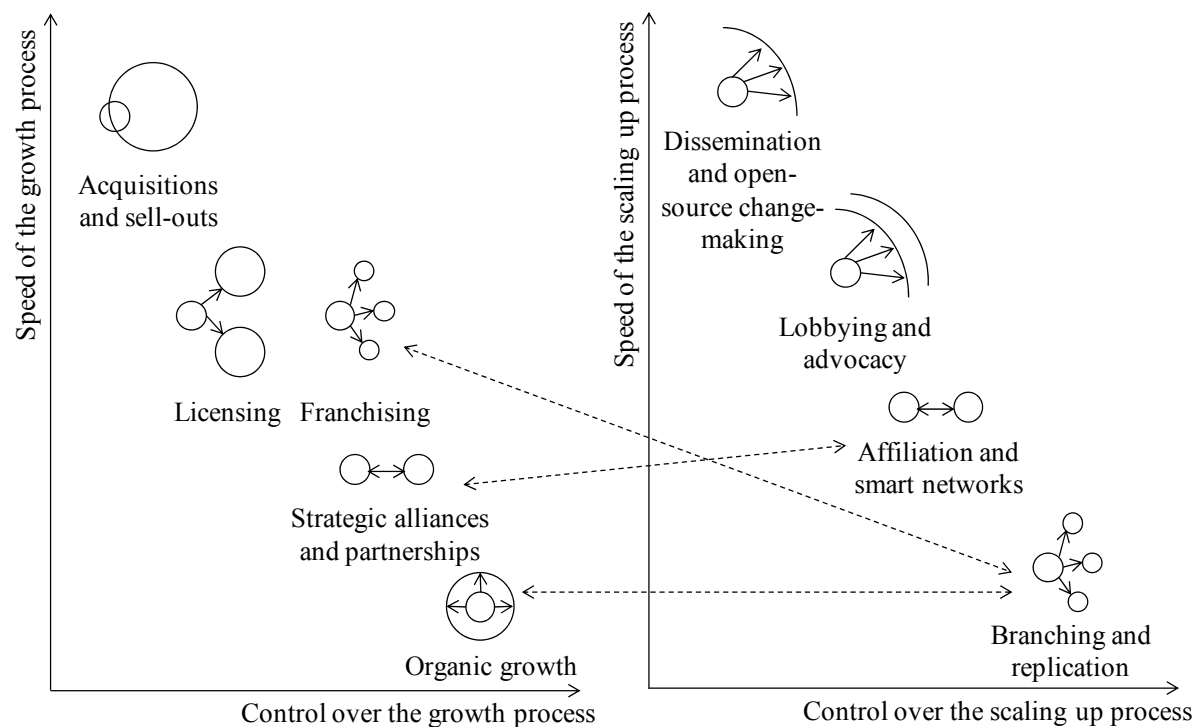 Speed of the growth process
Acquisitions
and sell-outs
Licensing
Franchising
Strategic alliances
and partnerships
Organic growth
Control over the growth process
Speed of the scaling up process
Dissemination
and open-
source change-
making
Lobbying and
advocacy
Affiliation and
smart networks
Branching and
replication
Control over the scaling up process